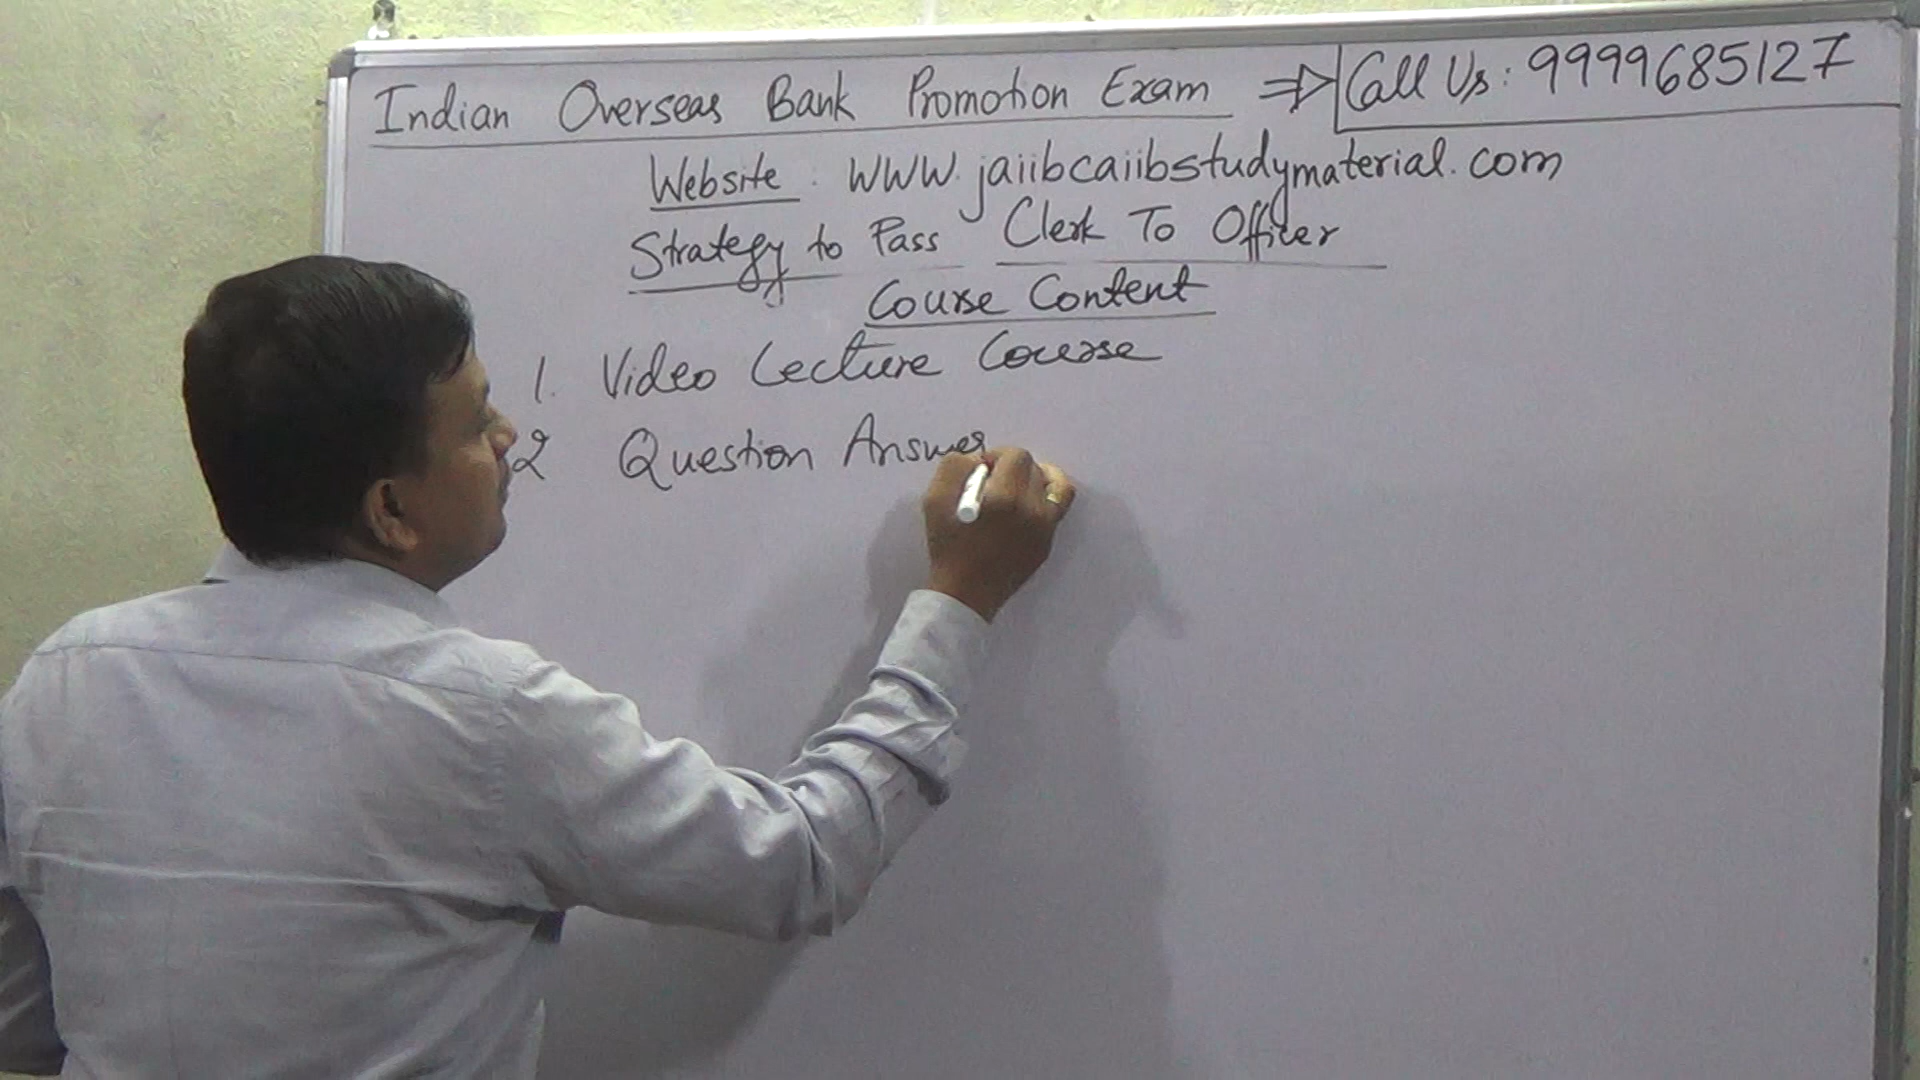 Indian Overseas Bank Promotion Exam ⇒ Call Us: 9999685127
Website: www.jaiibcaiibstudymaterial.com
Strategy to Pass Clerk To Officer
Course Content
1. Video Lecture Course
2 Question Answer